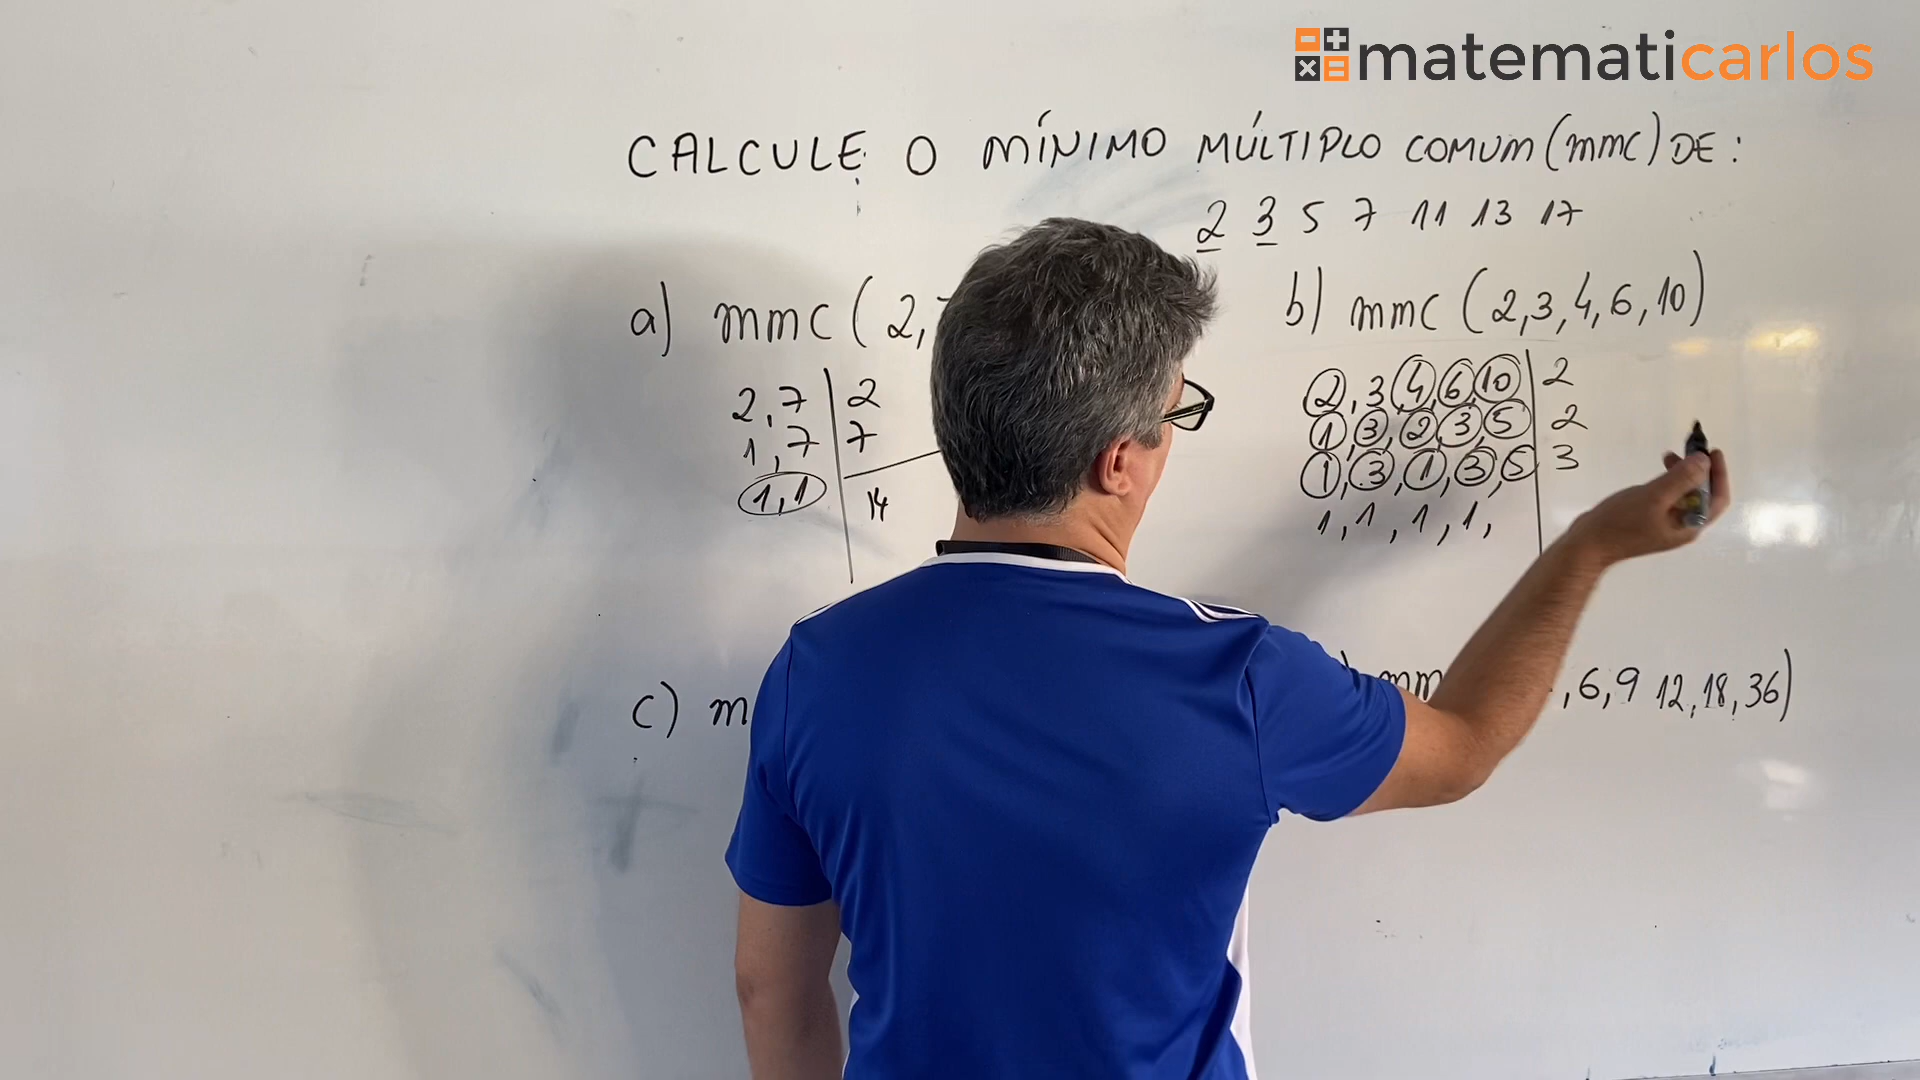 matematicarlos
CALCULE O MÍNIMO MÚLTIPLO COMUM (mmc) DE:
2 3 5 7 11 13 17
a) mmc (2,
2,7 | 2
1,7 | 7
1,1 | 14
b) mmc (2,3,4,6,10)
2,3,4,6,10 | 2
1,3,2,3,5 | 2
1,3,1,3,5 | 3
1,1,1,1,
c) m
,6,9 12,18,36)